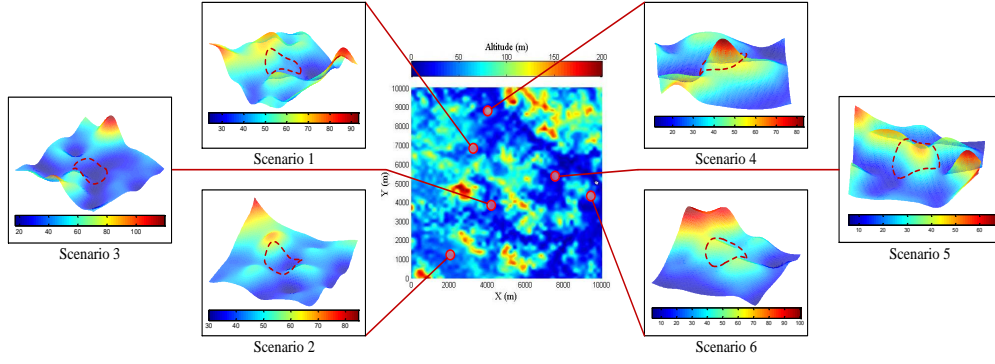 30 40 50 60 70 80 90
Scenario 1
20 40 60 80 100
Scenario 3
30 40 50 60 70 80
Scenario 2
Altitude (m)
0 50 100 150 200
10000
9000
8000
7000
6000
5000
4000
3000
2000
1000
0
Y (m)
0 2000 4000 6000 8000 10000
X (m)
20 30 40 50 60 70 80
Scenario 4
10 20 30 40 50 60
Scenario 5
10 20 30 40 50 60 70 80 90 100
Scenario 6